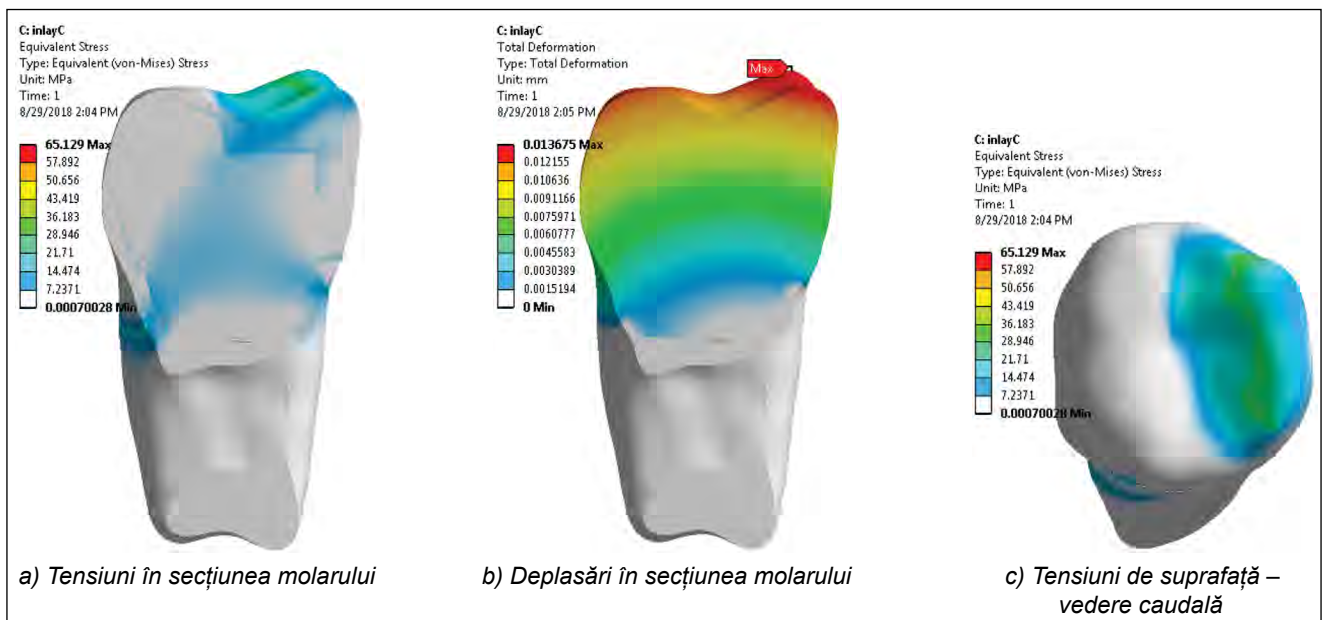 C: inlayC
Equivalent Stress
Type: Equivalent (von-Mises) Stress
Unit: MPa
Time: 1
8/29/2018 2:04 PM
65.129 Max
57.892
50.656
43.419
36.183
28.946
21.71
14.474
7.2371
0.00070028 Min
a) Tensiuni în secțiunea molarului
C: inlayC
Total Deformation
Type: Total Deformation
Unit: mm
Time: 1
8/29/2018 2:05 PM
Max
0.013675 Max
0.012155
0.010636
0.0091166
0.0075971
0.0060777
0.0045583
0.0030389
0.0015194
0 Min
b) Deplasări în secțiunea molarului
C: inlayC
Equivalent Stress
Type: Equivalent (von-Mises) Stress
Unit: MPa
Time: 1
8/29/2018 2:04 PM
65.129 Max
57.892
50.656
43.419
36.183
28.946
21.71
14.474
7.2371
0.00070028 Min
c) Tensiuni de suprafață –
vedere caudală